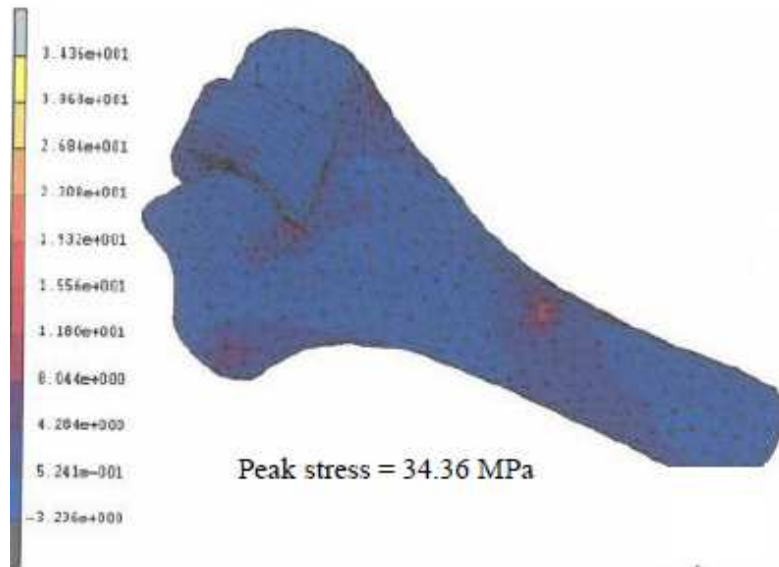 3.436e+001
3.060e+001
2.684e+001
2.308e+001
1.932e+001
1.556e+001
1.180e+001
8.044e+000
4.284e+000
5.241e-001
-3.236e+000
Peak stress = 34.36 MPa